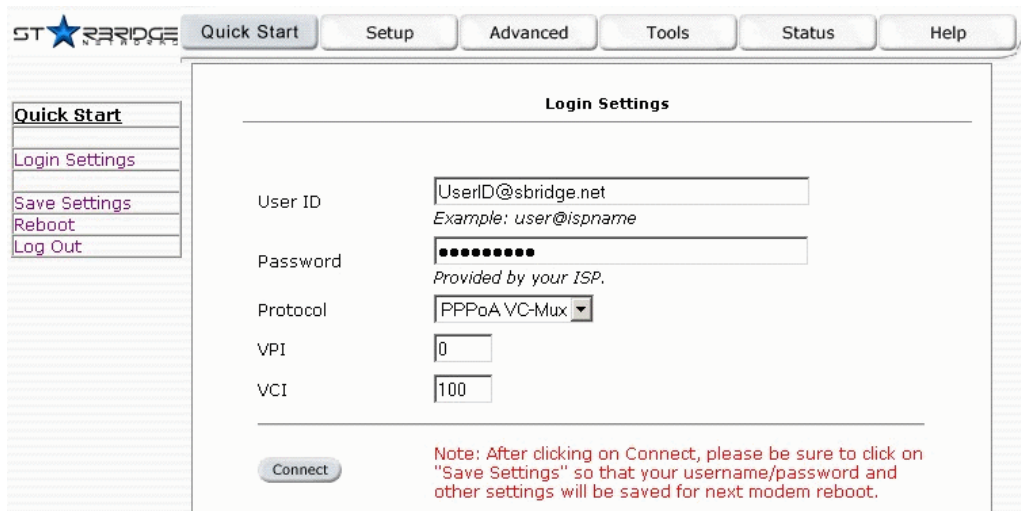 STARBRIDGE
NETWORKS
Quick Start
Setup
Advanced
Tools
Status
Help
Quick Start
Login Settings
Save Settings
Reboot
Log Out
Login Settings
User ID
UserID@sbridge.net
Example: user@ispname
Password
●●●●●●●●●
Provided by your ISP.
Protocol
PPPoA VC-Mux
VPI
0
VCI
100
Connect
Note: After clicking on Connect, please be sure to click on
"Save Settings" so that your username/password and
other settings will be saved for next modem reboot.